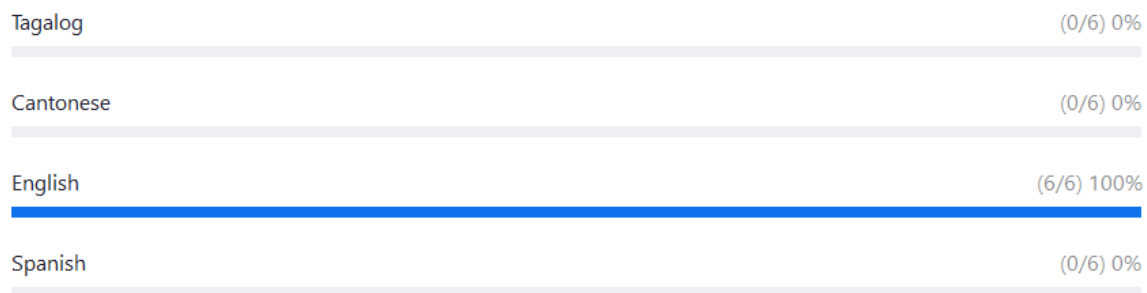 Tagalog (0/6) 0%
Cantonese (0/6) 0%
English (6/6) 100%
Spanish (0/6) 0%